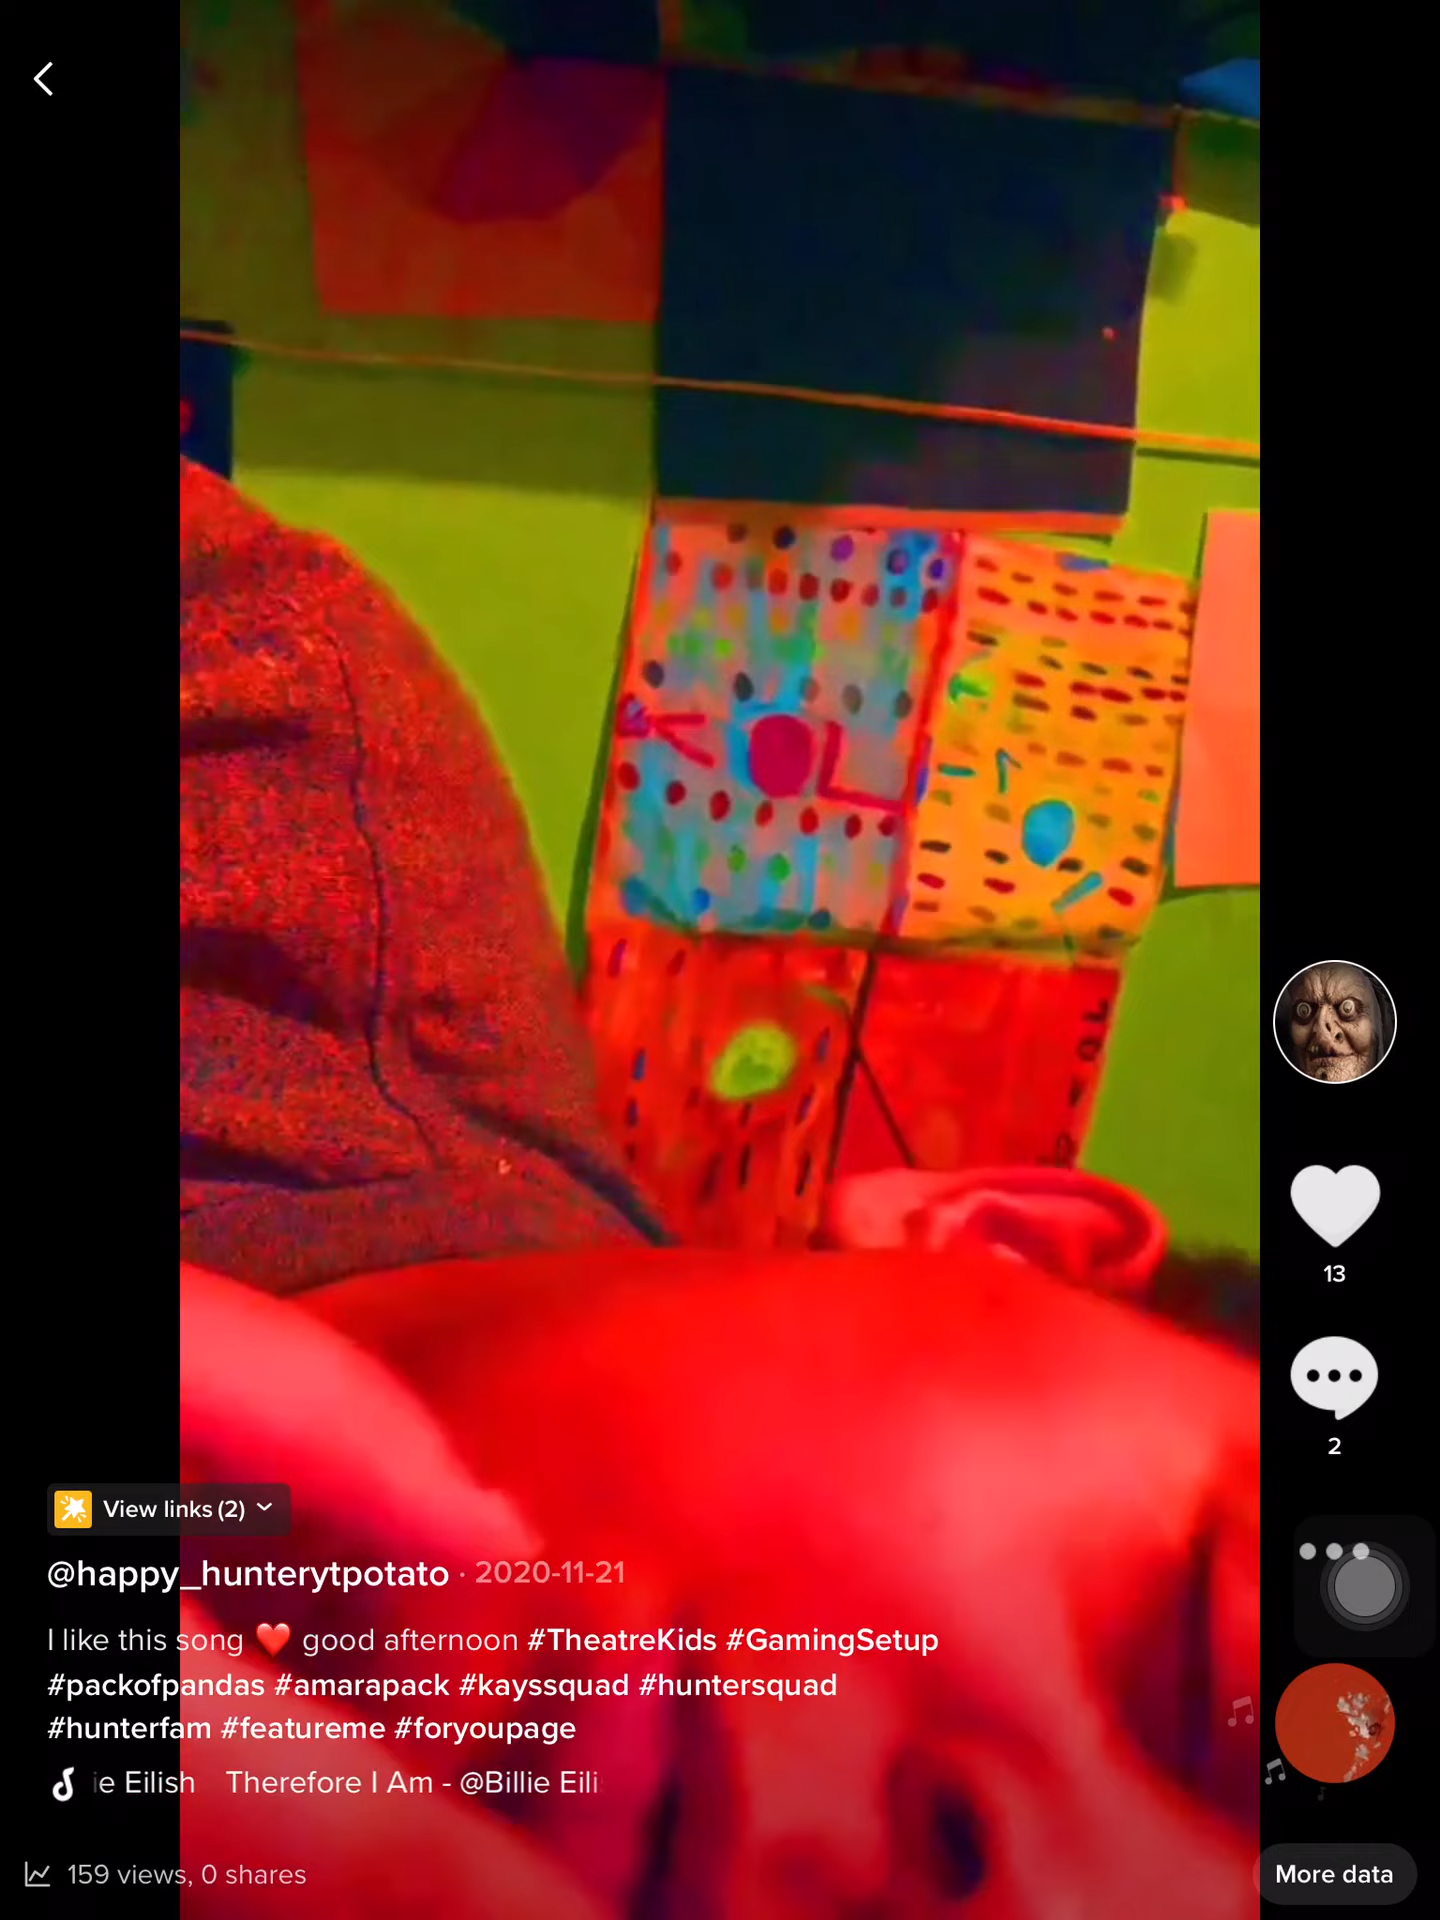 KOL
View links (2)
@happy_hunterytpotato · 2020-11-21
I like this song ❤️ good afternoon #TheatreKids #GamingSetup
#packofpandas #amarapack #kayssquad #huntersquad
#hunterfam #featureme #foryoupage
ie Eilish Therefore I Am - @Billie Eili
159 views, 0 shares
13
2
More data